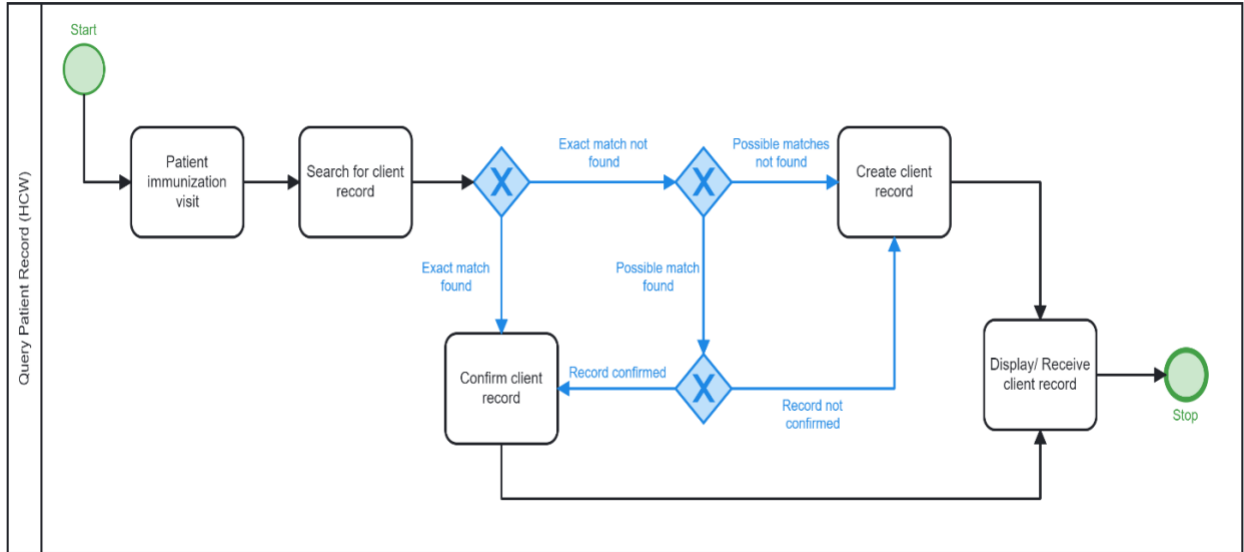 Query Patient Record (HCW)
Start
Patient
immunization
visit
Search for client
record
X
Exact match not
found
X
Possible matches
not found
Create client
record
Exact match
found
Possible match
found
Confirm client
record
Record confirmed
X
Record not
confirmed
Display/ Receive
client record
Stop